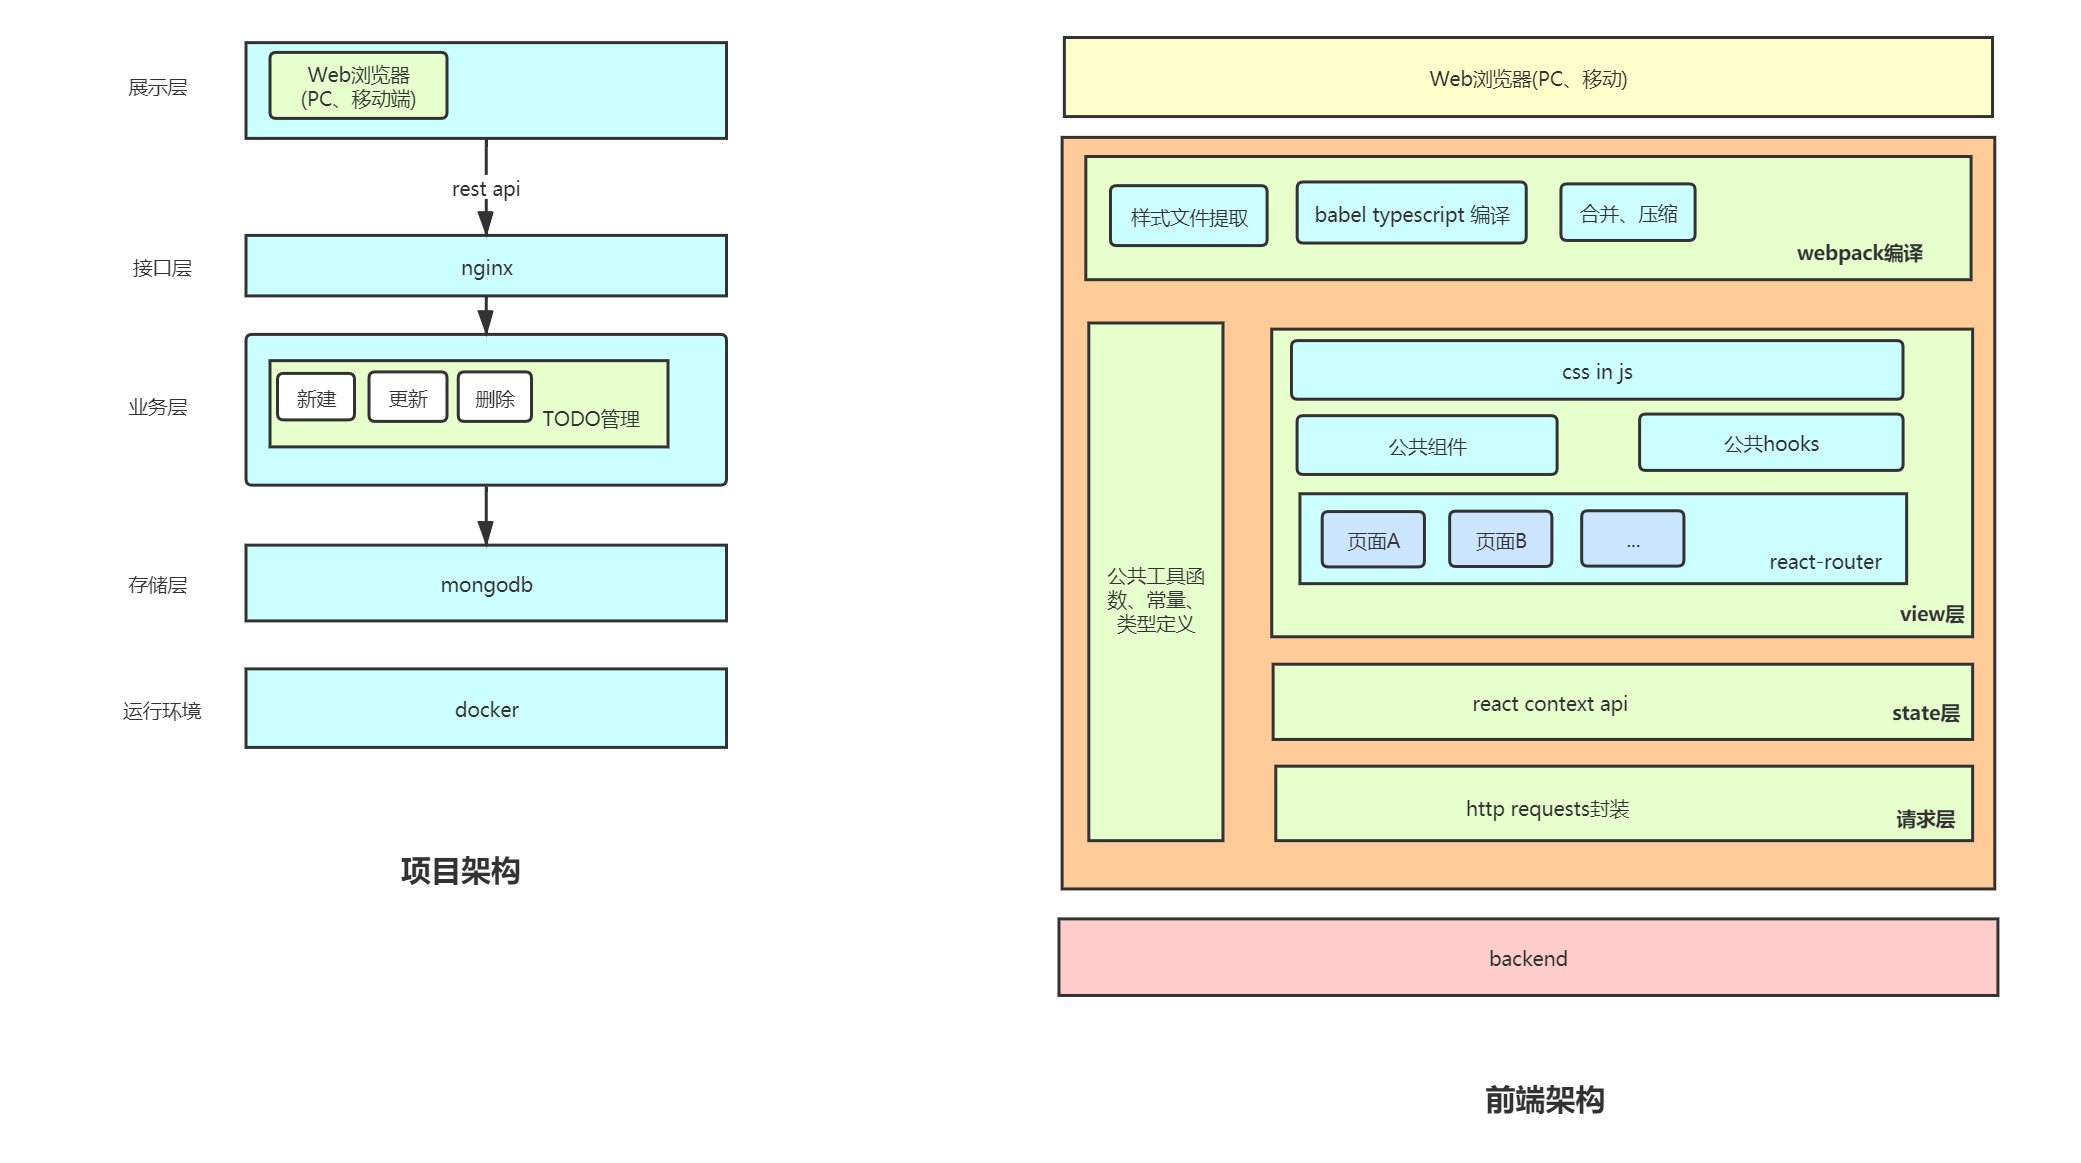 展示层
Web浏览器
(PC、移动端)
rest api
接口层
nginx
业务层
新建
更新
删除
TODO管理
存储层
mongodb
运行环境
docker
项目架构
Web浏览器(PC、移动)
样式文件提取
babel typescript 编译
合并、压缩
webpack编译
公共工具函
数、常量、
类型定义
css in js
公共组件
公共hooks
页面A
页面B
...
react-router
view层
react context api
state层
http requests封装
请求层
backend
前端架构